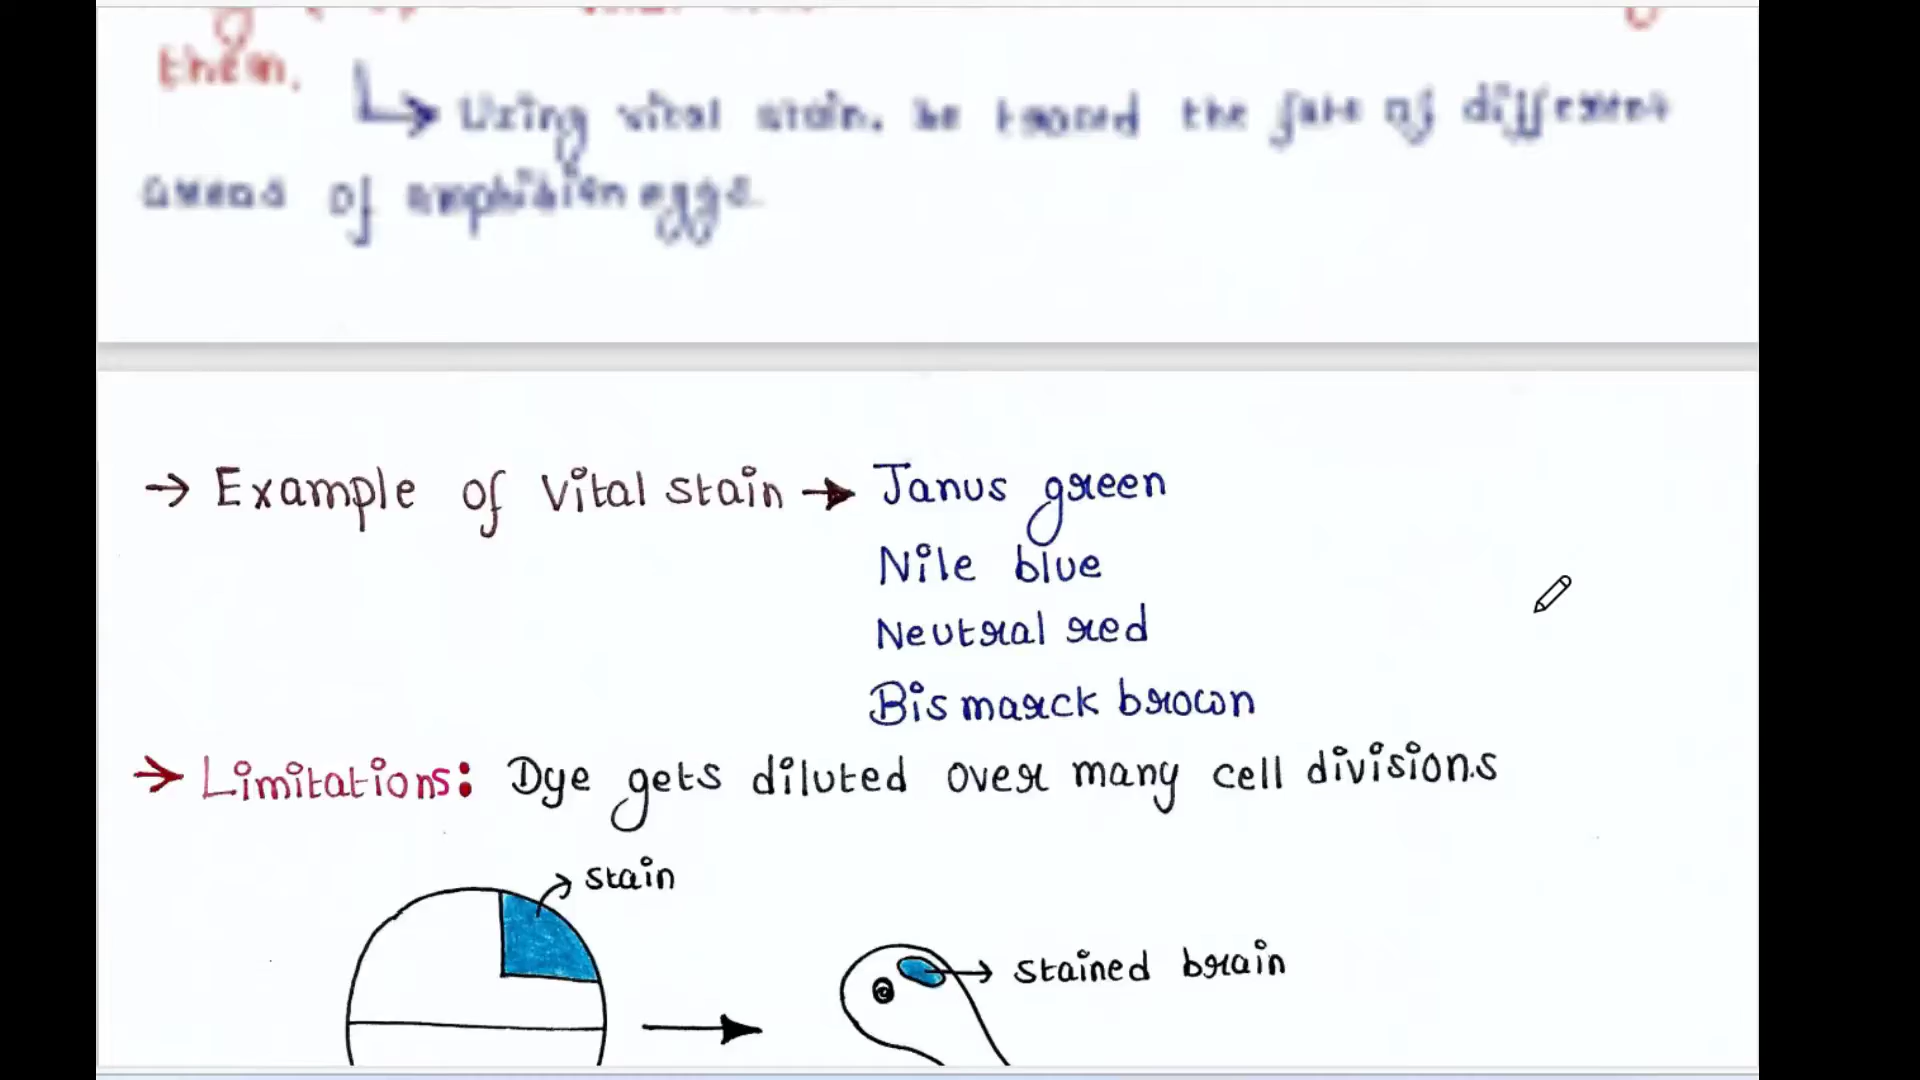 them.
↳ Using vital stain, he traced the fate of different
areas of amphibian eggs.
→ Example of Vital stain → Janus green
Nile blue
Neutral red
Bismarck brown
→ Limitations: Dye gets diluted over many cell divisions
stain
stained brain